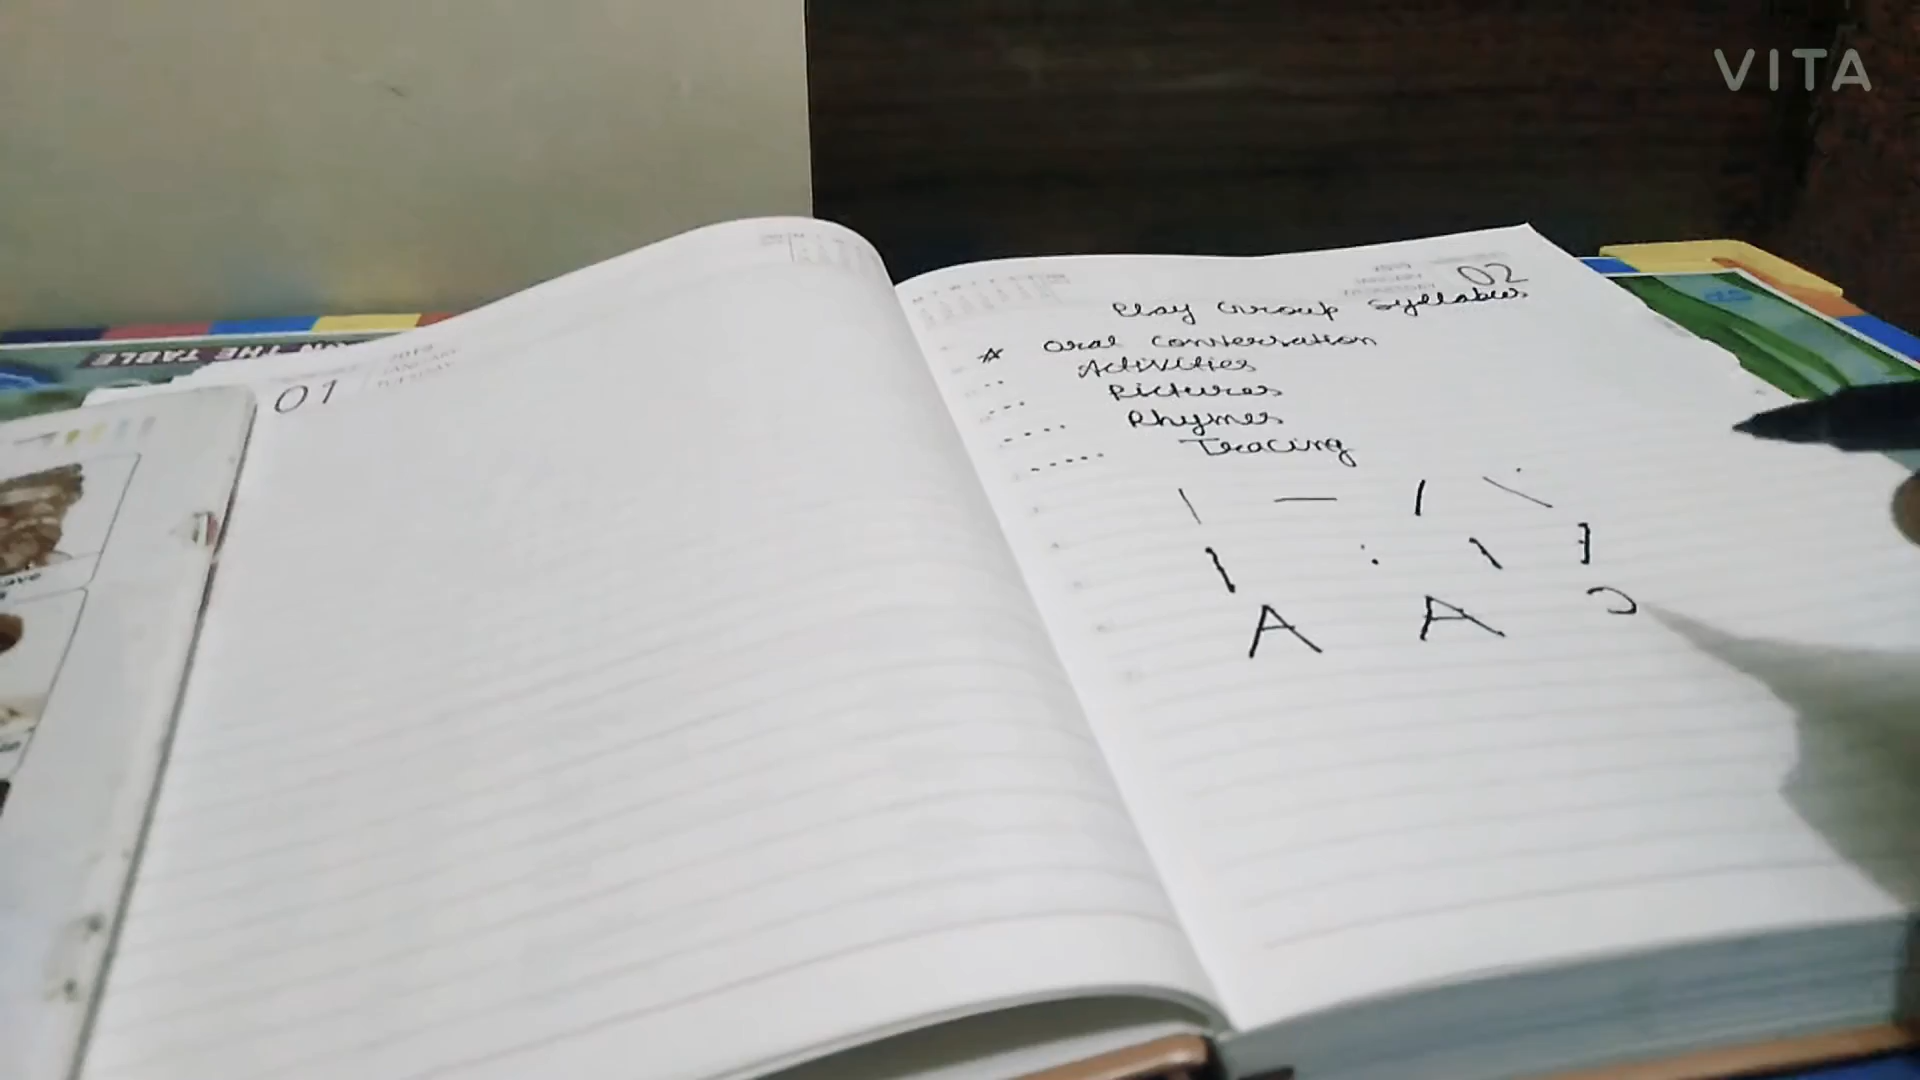 VITA
02
Play Group Syllabus
* Oral Conversation
.. Activities
... Pictures
.... Rhymes
..... Tracing
| — / \
A A
01
ON THE TABLE